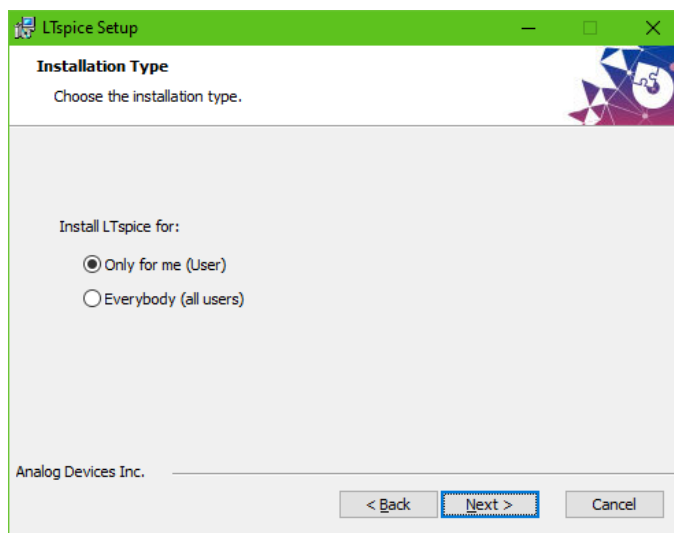 LTspice Setup
Installation Type
Choose the installation type.
Install LTspice for:
Only for me (User)
Everybody (all users)
Analog Devices Inc.
< Back Next > Cancel